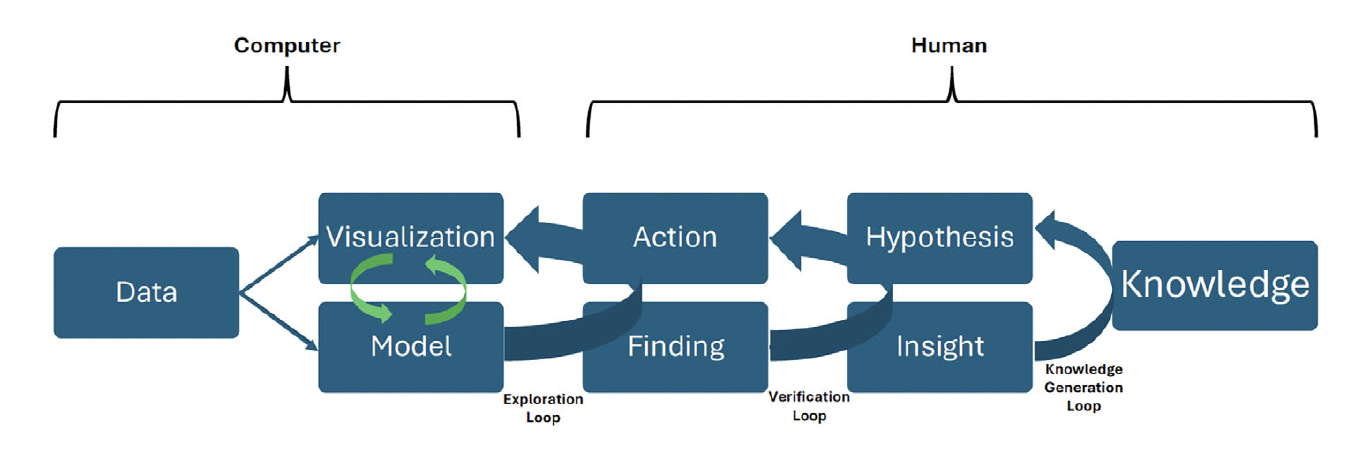 Computer
Human
Data
Visualization
Model
Action
Finding
Hypothesis
Insight
Knowledge
Exploration
Loop
Verification
Loop
Knowledge
Generation
Loop